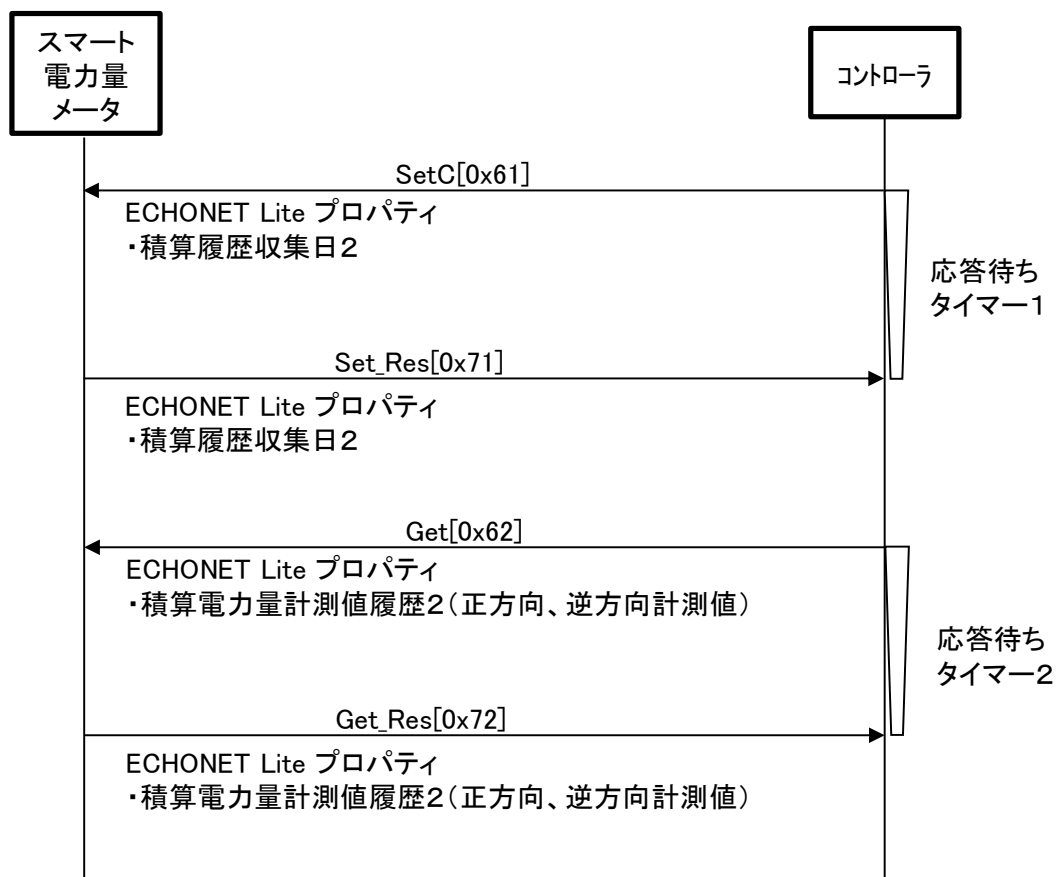 スマート
電力量
メータ
コントローラ
SetC[0x61]
ECHONET Lite プロパティ
・積算履歴収集日2
応答待ち
タイマー1
Set_Res[0x71]
ECHONET Lite プロパティ
・積算履歴収集日2
Get[0x62]
ECHONET Lite プロパティ
・積算電力量計測値履歴2(正方向、逆方向計測値)
応答待ち
タイマー2
Get_Res[0x72]
ECHONET Lite プロパティ
・積算電力量計測値履歴2(正方向、逆方向計測値)